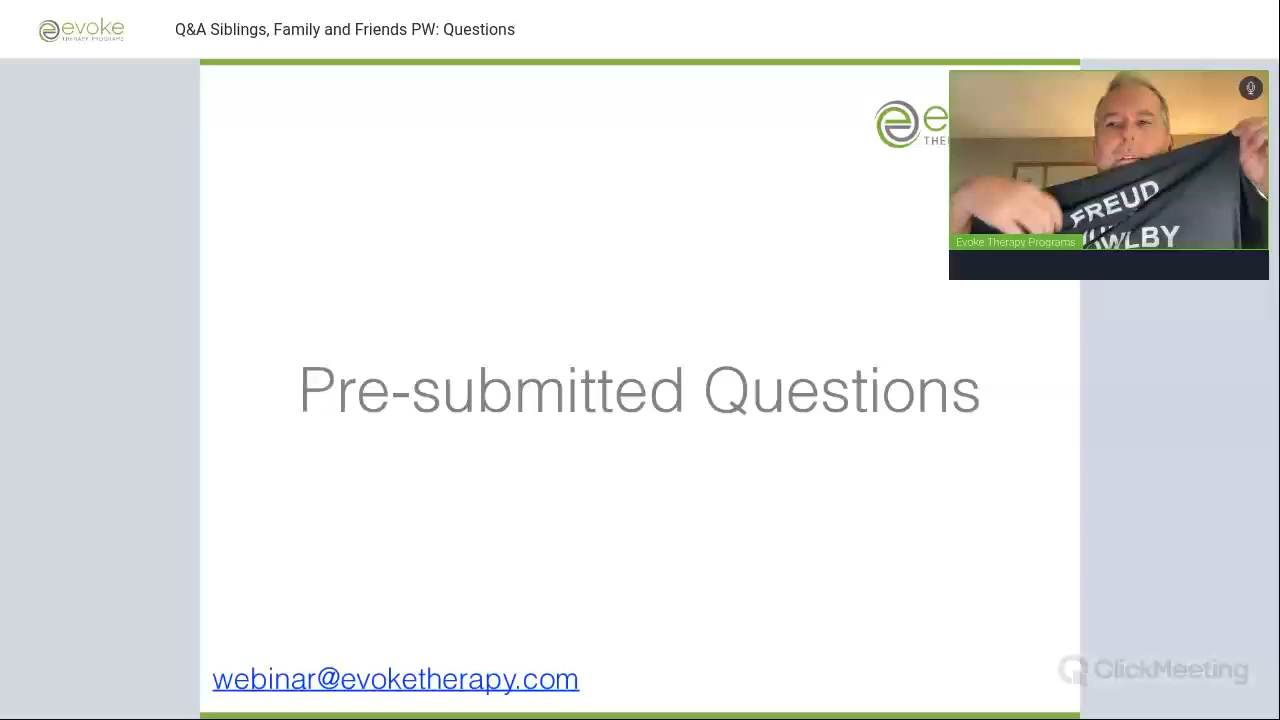 evoke
THERAPY PROGRAMS
Q&A Siblings, Family and Friends PW: Questions
e
THE
FREUD
Evoke Therapy Programs
Pre-submitted Questions
webinar@evoketherapy.com
ClickMeeting